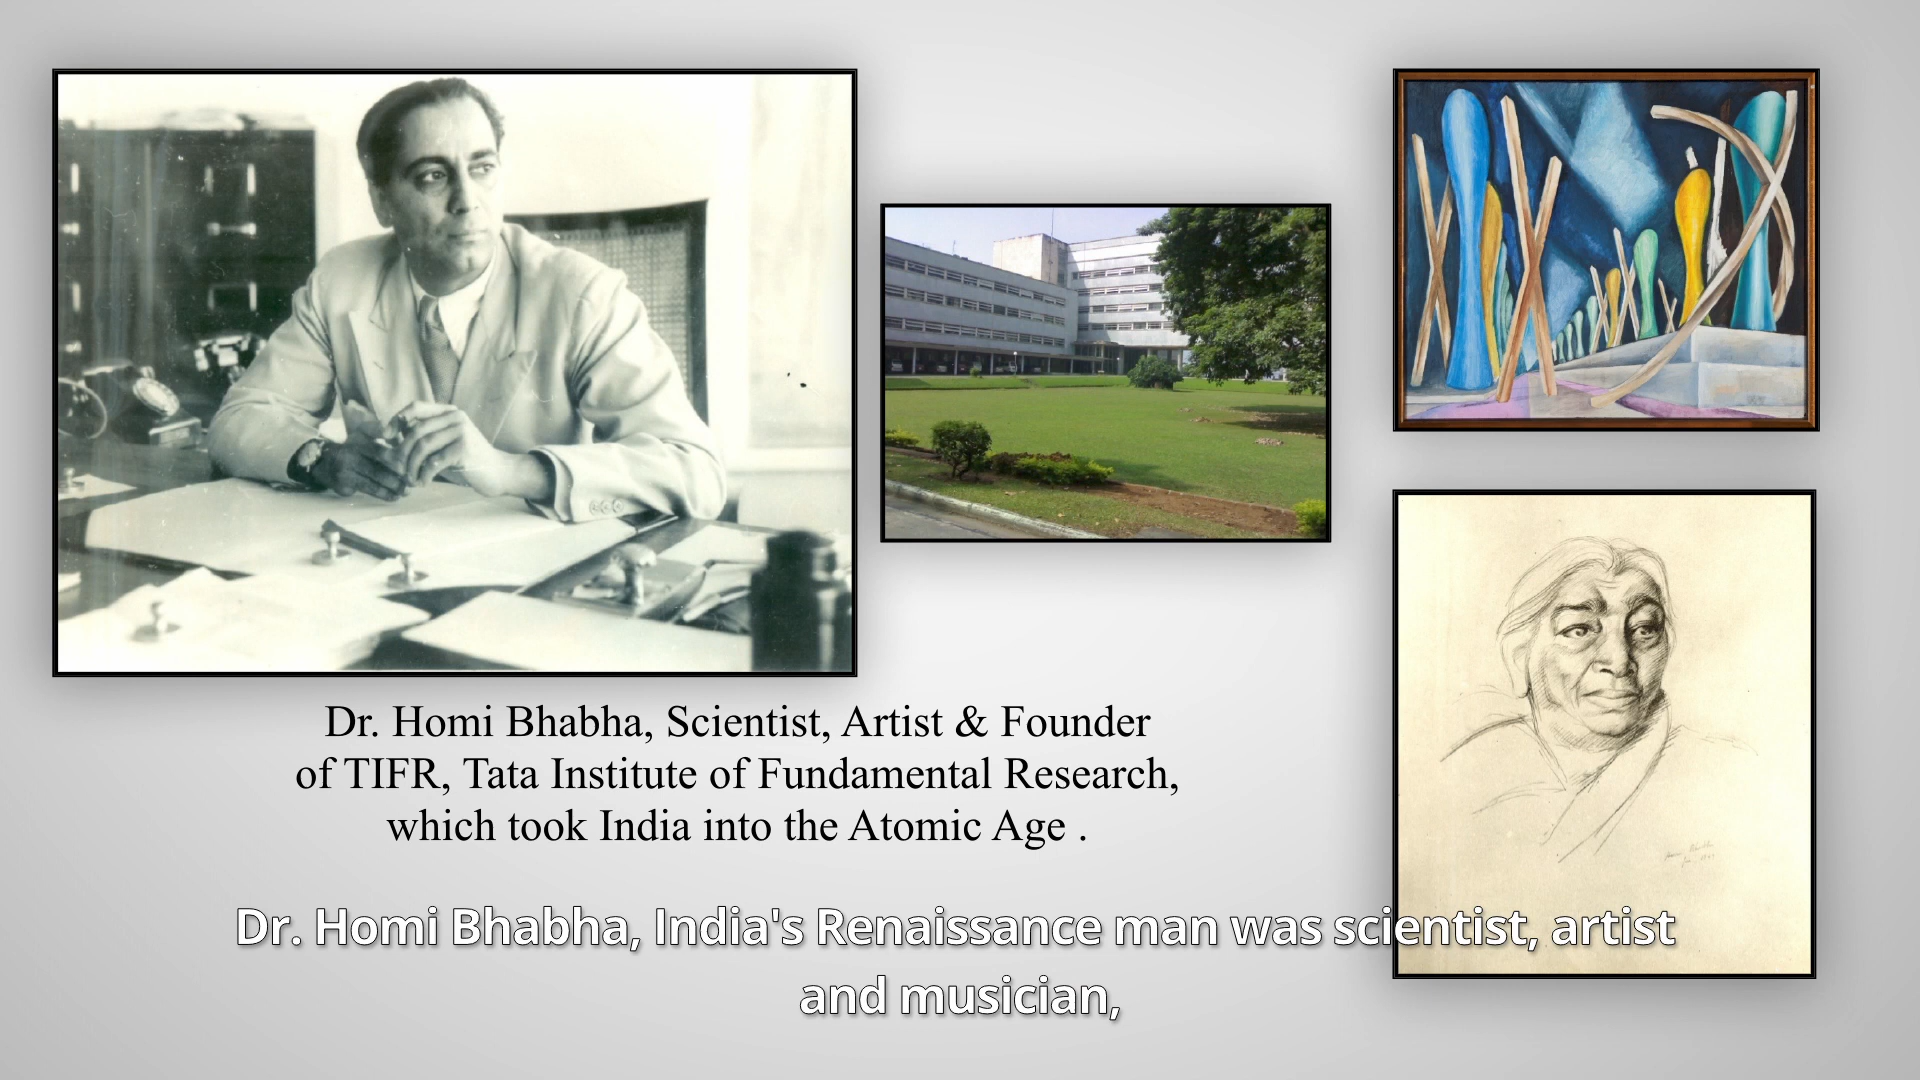 Dr. Homi Bhabha, Scientist, Artist & Founder
of TIFR, Tata Institute of Fundamental Research,
which took India into the Atomic Age .
Dr. Homi Bhabha, India's Renaissance man was scientist, artist
and musician,